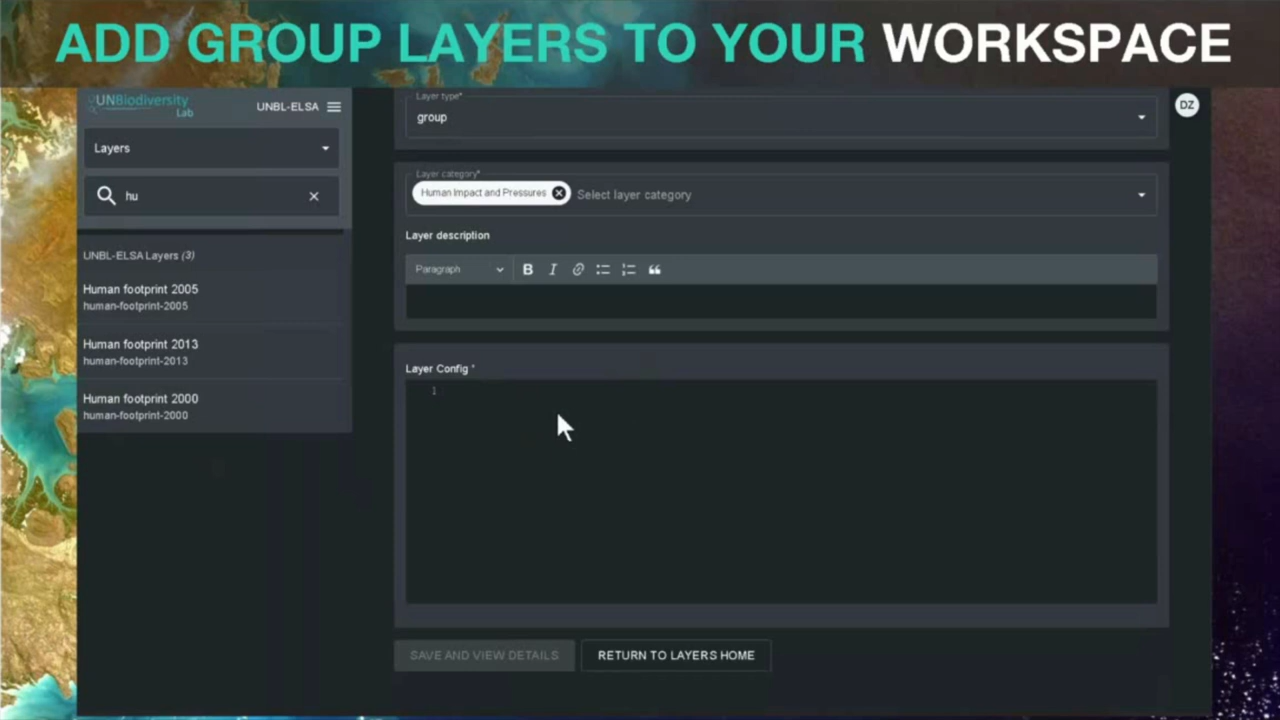 ADD GROUP LAYERS TO YOUR WORKSPACE
UNBiodiversity
Lab
UNBL-ELSA
Layers
hu
UNBL-ELSA Layers (3)
Human footprint 2005
human-footprint-2005
Human footprint 2013
human-footprint-2013
Human footprint 2000
human-footprint-2000
Layer type*
group
DZ
Layer category*
Human Impact and Pressures
Select layer category
Layer description
Paragraph
B I
Layer Config *
1
SAVE AND VIEW DETAILS
RETURN TO LAYERS HOME